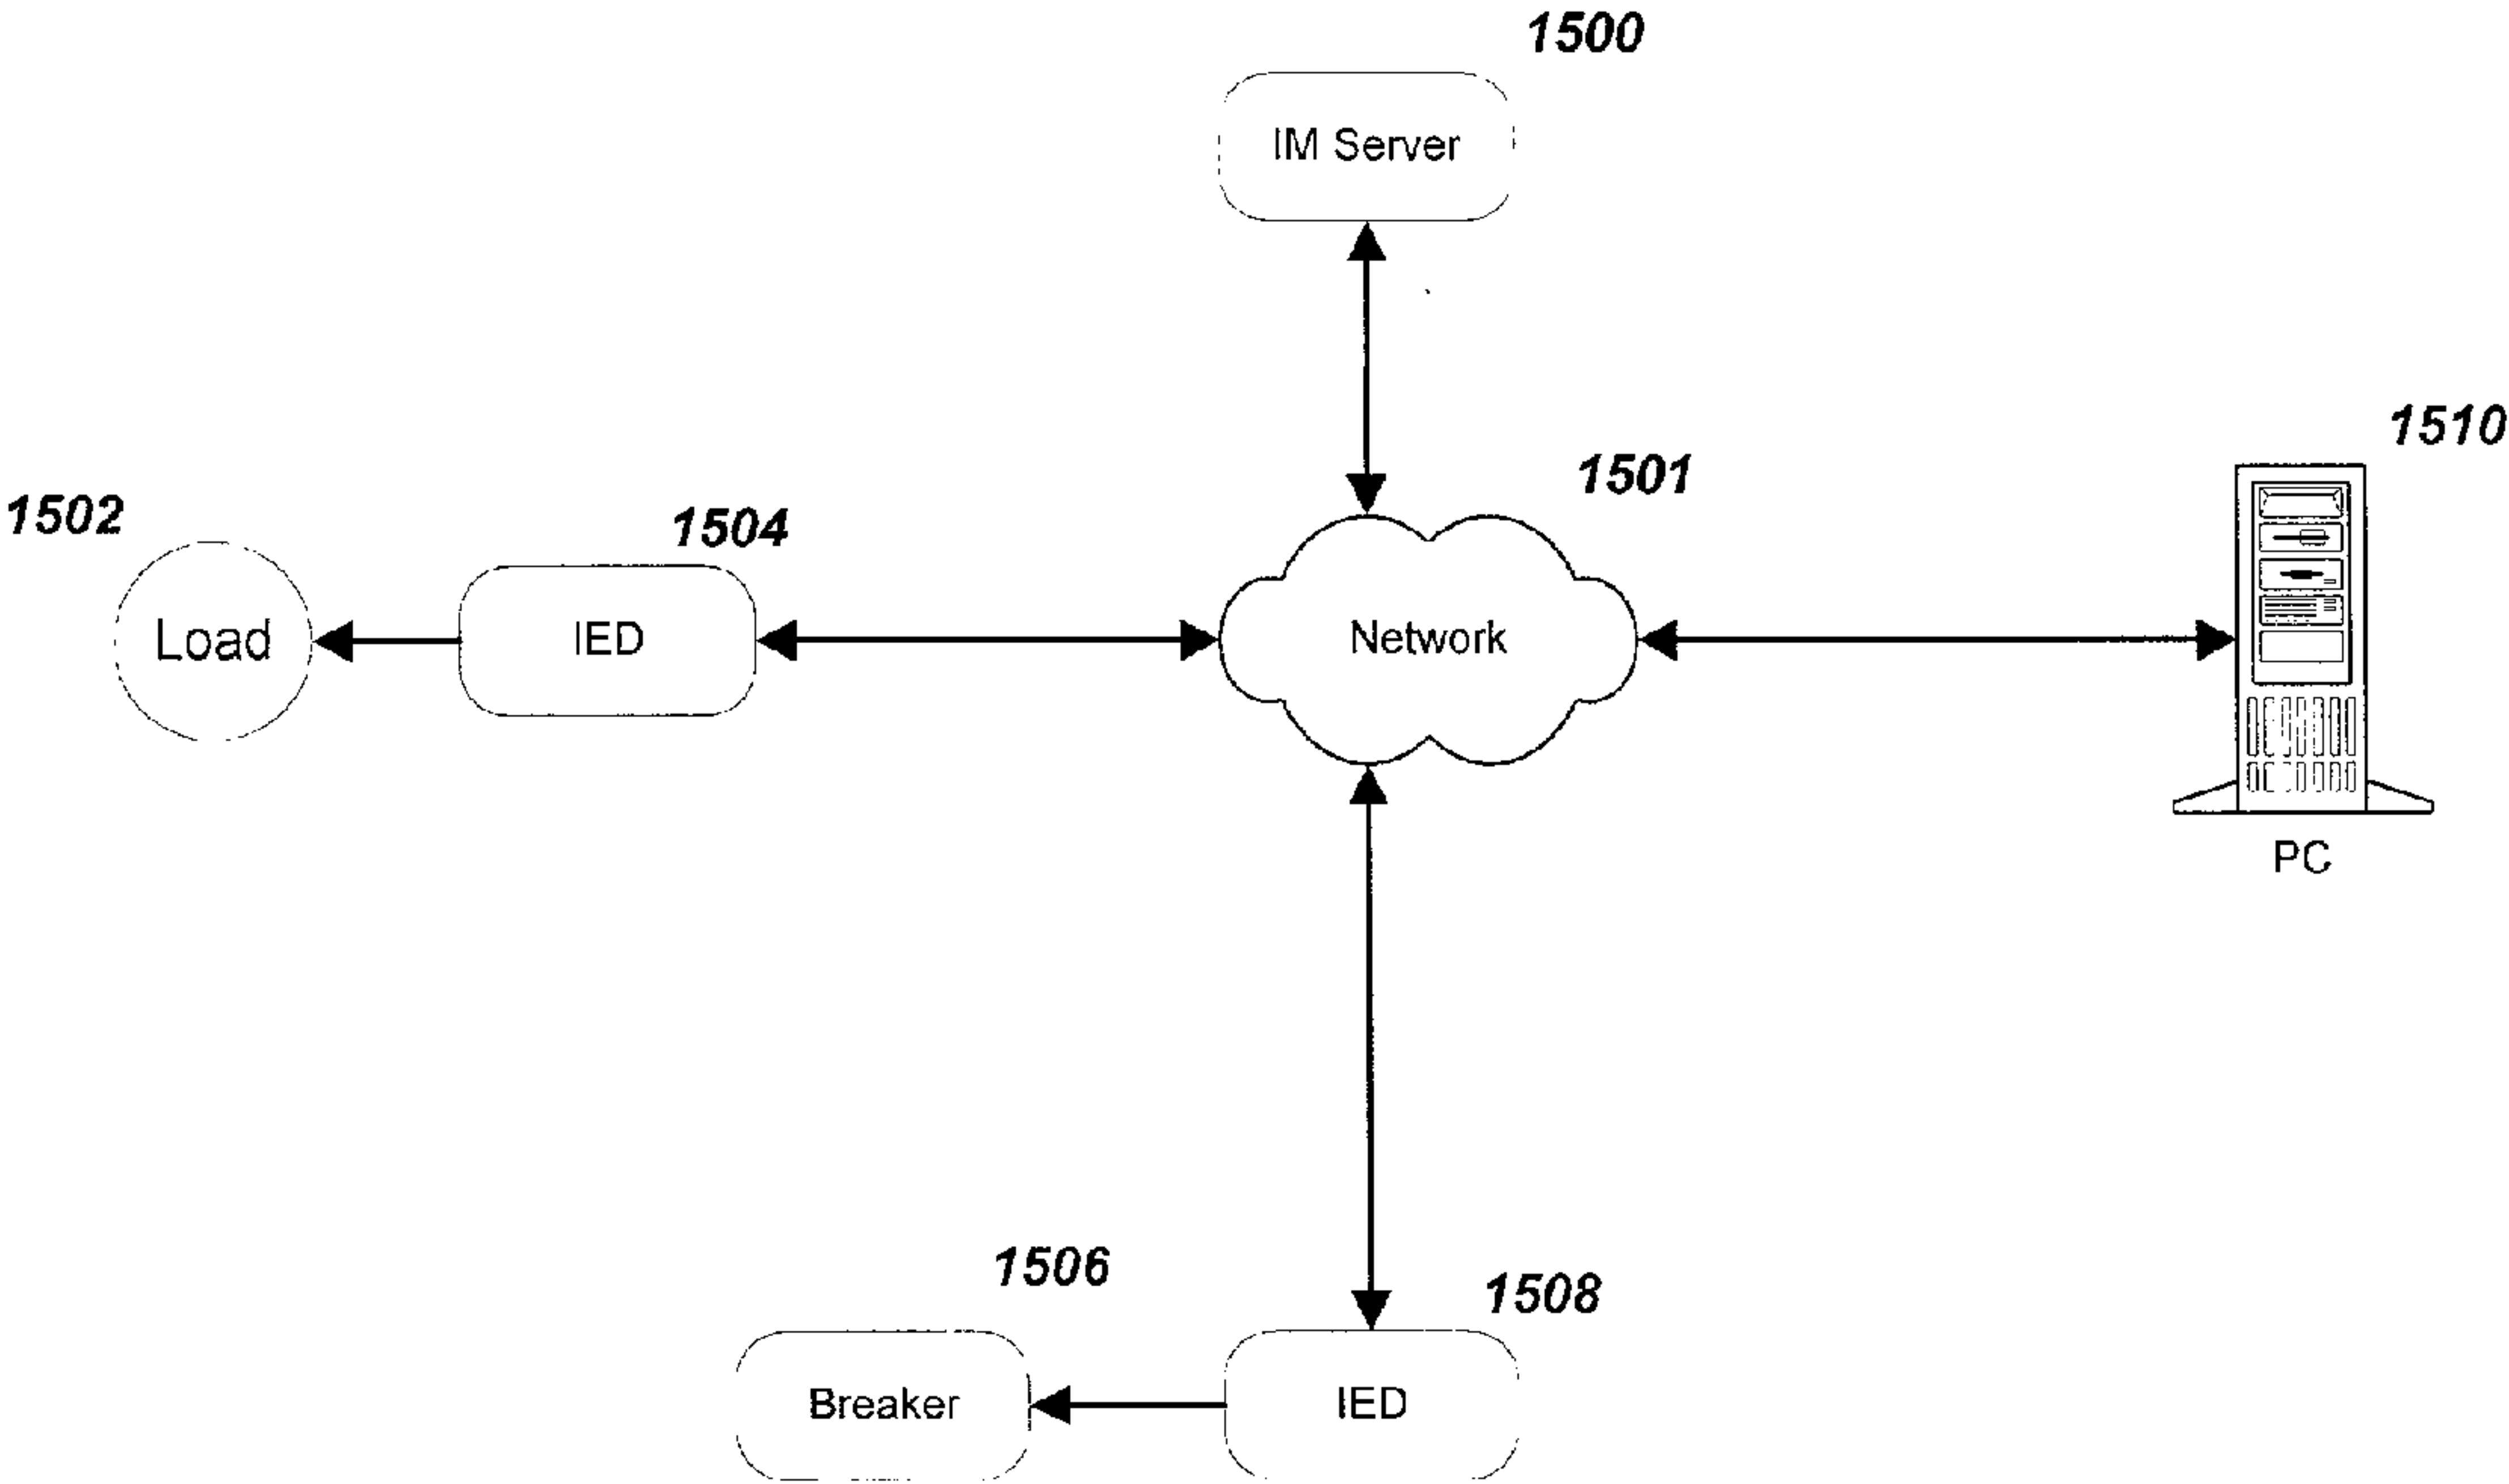 1500
IM Server
1510
1501
1502
1504
Load
IED
Network
PC
1506
1508
Breaker
IED